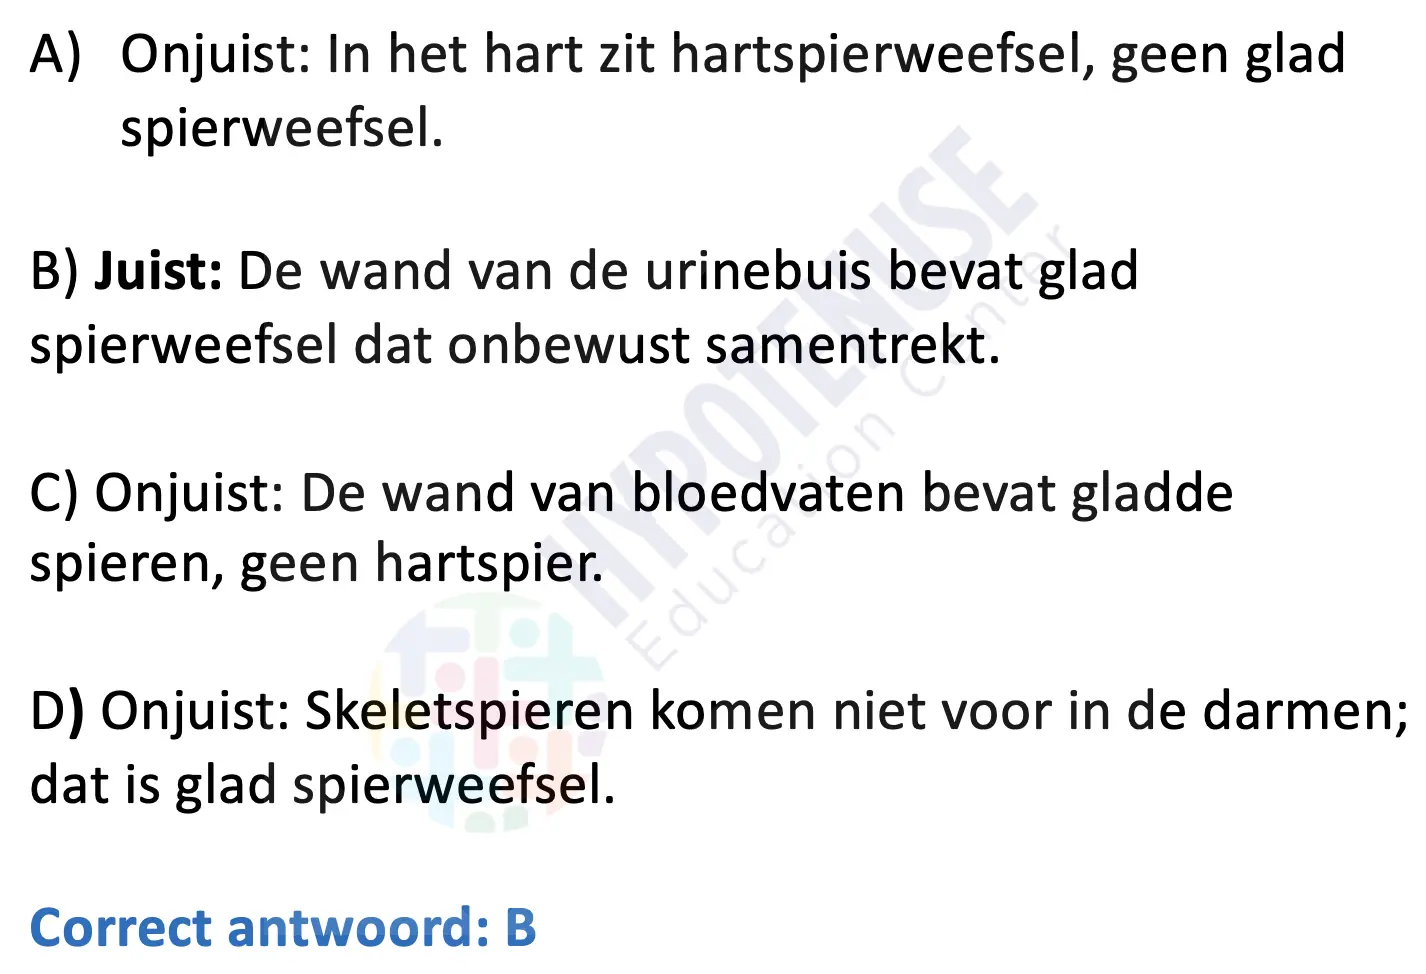 A) Onjuist: In het hart zit hartspierweefsel, geen glad
spierweefsel.
B) Juist: De wand van de urinebuis bevat glad
spierweefsel dat onbewust samentrekt.
C) Onjuist: De wand van bloedvaten bevat gladde
spieren, geen hartspier.
D) Onjuist: Skeletspieren komen niet voor in de darmen;
dat is glad spierweefsel.
Correct antwoord: B
HYPOTENUSE
Education Center